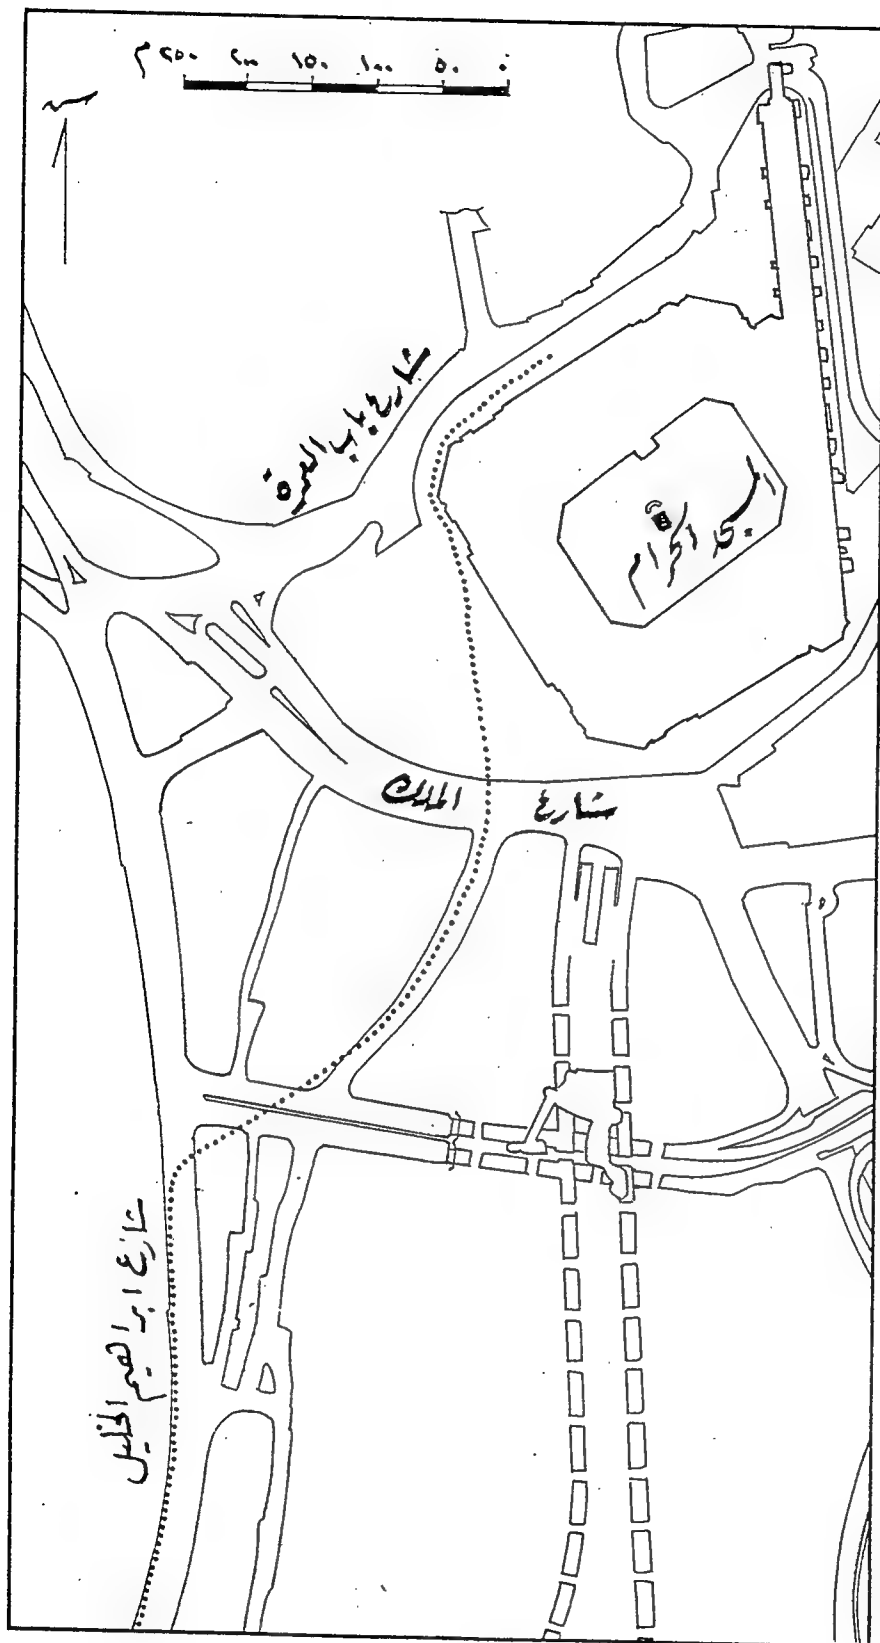 ٠ ٥٠ ١٠٠ ١٥٠ ٢٠٠ ٢٥٠ م
شارع باب العمرة
المسجد الحرام
شارع الملك
شارع ابراهيم الخليل